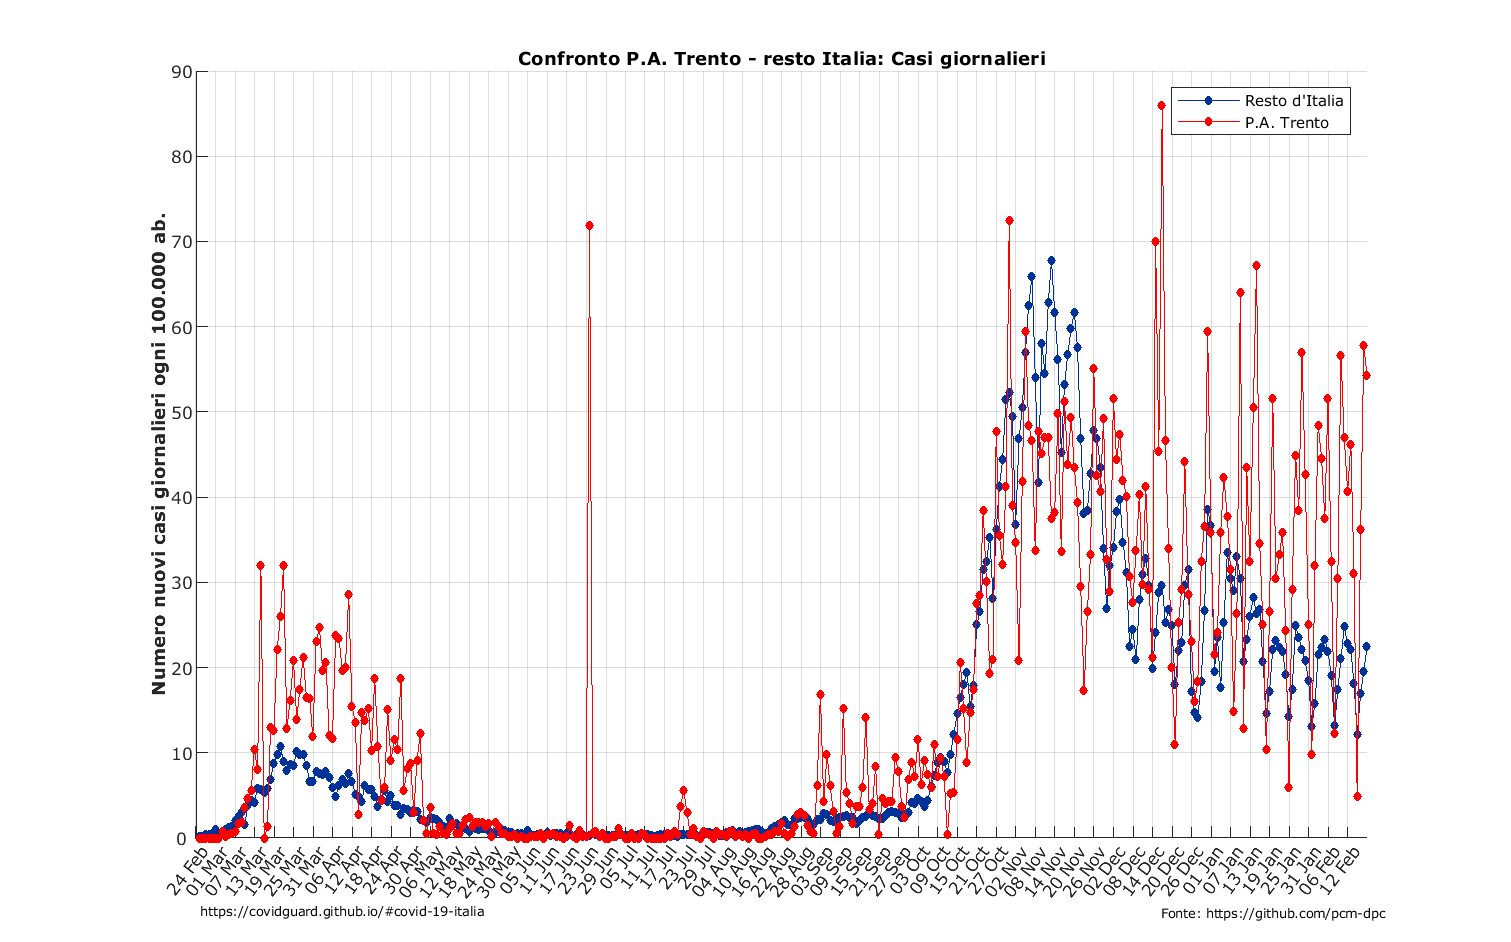 Confronto P.A. Trento - resto Italia: Casi giornalieri
Resto d'Italia
P.A. Trento
Numero nuovi casi giornalieri ogni 100.000 ab.
90
80
70
60
50
40
30
20
10
0
24 Feb
01 Mar
07 Mar
13 Mar
19 Mar
25 Mar
31 Mar
06 Apr
12 Apr
18 Apr
24 Apr
30 Apr
06 May
12 May
18 May
24 May
30 May
05 Jun
11 Jun
17 Jun
23 Jun
29 Jun
05 Jul
11 Jul
17 Jul
23 Jul
29 Jul
04 Aug
10 Aug
16 Aug
22 Aug
28 Aug
03 Sep
09 Sep
15 Sep
21 Sep
27 Sep
03 Oct
09 Oct
15 Oct
21 Oct
27 Oct
02 Nov
08 Nov
14 Nov
20 Nov
26 Nov
02 Dec
08 Dec
14 Dec
20 Dec
26 Dec
01 Jan
07 Jan
13 Jan
19 Jan
25 Jan
31 Jan
06 Feb
12 Feb
https://covidguard.github.io/#covid-19-italia
Fonte: https://github.com/pcm-dpc